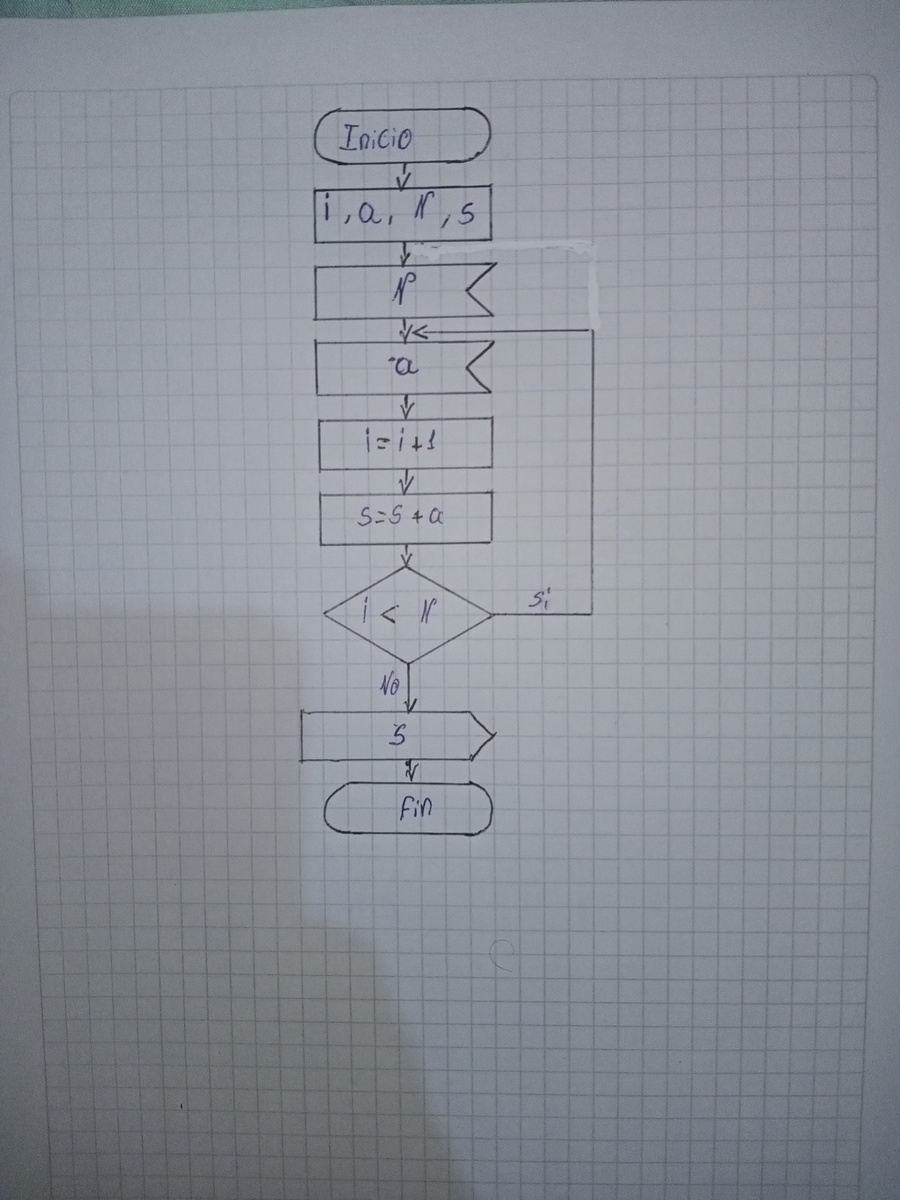 Inicio
i, a, N, s
N
a
i = i + 1
S = S + a
i < N
si
No
S
Fin